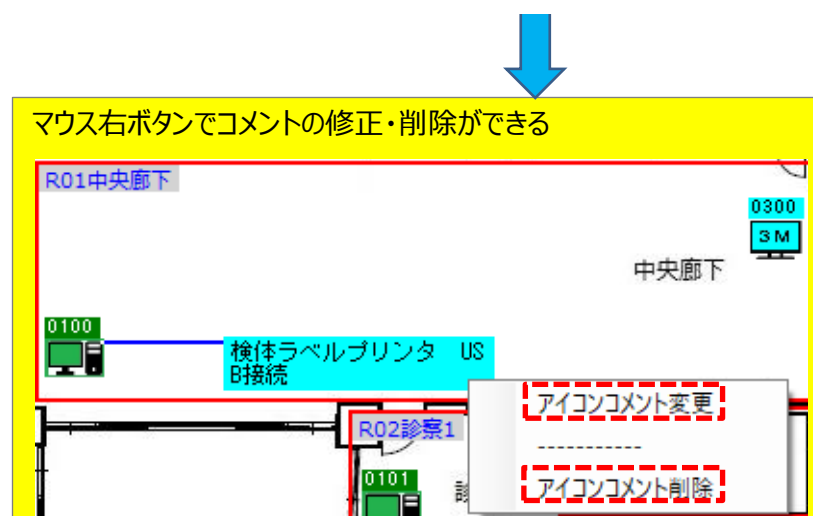 マウス右ボタンでコメントの修正・削除ができる
R01中央廊下
0300
3M
中央廊下
0100
検体ラベルプリンタ　US
B接続
アイコンコメント変更
R02診察1
-----------
0101
診
アイコンコメント削除